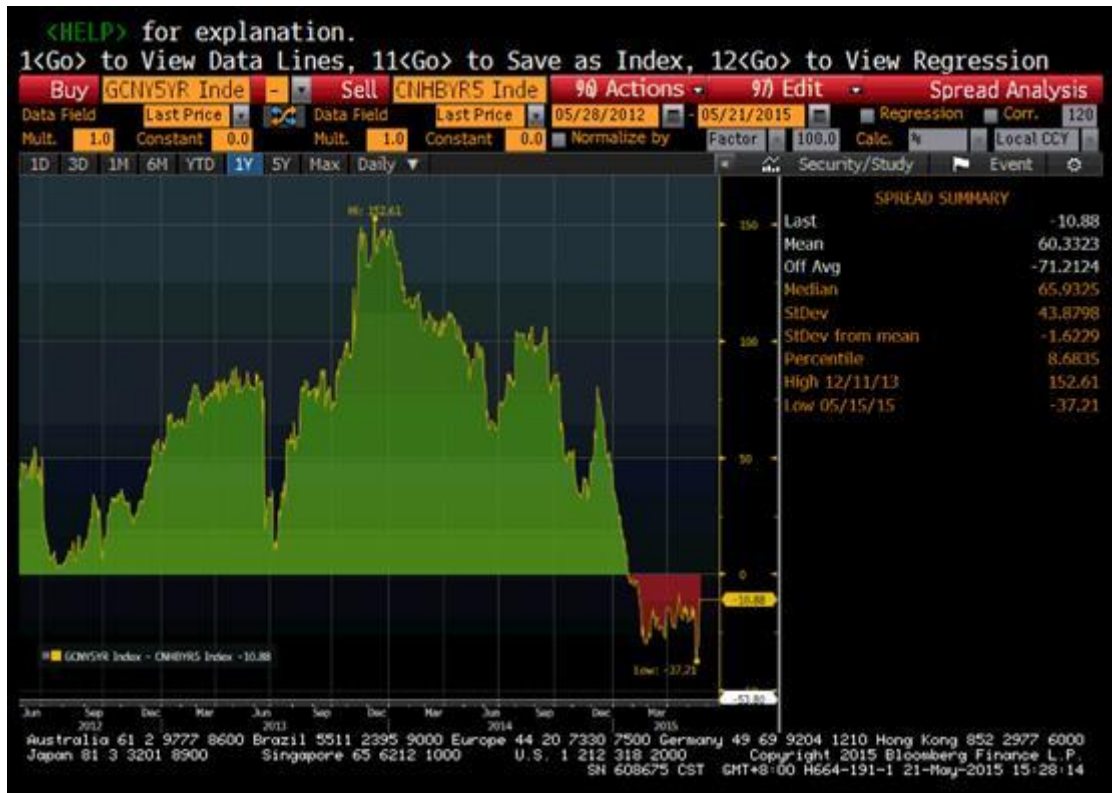 <HELP> for explanation.
1<Go> to View Data Lines, 11<Go> to Save as Index, 12<Go> to View Regression
Buy GCNY5YR Inde - Sell CNHBYR5 Inde 96) Actions 97) Edit Spread Analysis
Data Field Last Price Data Field Last Price 05/28/2012 - 05/21/2015 Regression Corr. 120
Mult. 1.0 Constant 0.0 Mult. 1.0 Constant 0.0 Normalize by Factor 100.0 Calc. % Local CCY
1D 3D 1M 6M YTD 1Y 5Y Max Daily ▼ Security/Study Event
SPREAD SUMMARY
Last -10.88
Mean 60.3323
Off Avg -71.2124
Median 65.9325
StDev 43.8798
StDev from mean -1.6229
Percentile 8.6835
High 12/11/13 152.61
Low 05/15/15 -37.21
Hi: 152.61
150
100
50
0
-10.88
GCNY5YR Index - CNHBYR5 Index -10.88
Low: -37.21
Jun Sep Dec Mar Jun Sep Dec Mar Jun Sep Dec Mar
2012 2013 2014 2015
Australia 61 2 9777 8600 Brazil 5511 2395 9000 Europe 44 20 7330 7500 Germany 49 69 9204 1210 Hong Kong 852 2977 6000
Japan 81 3 3201 8900 Singapore 65 6212 1000 U.S. 1 212 318 2000 Copyright 2015 Bloomberg Finance L.P.
SN 608675 CST GMT+8:00 H664-191-1 21-May-2015 15:28:14